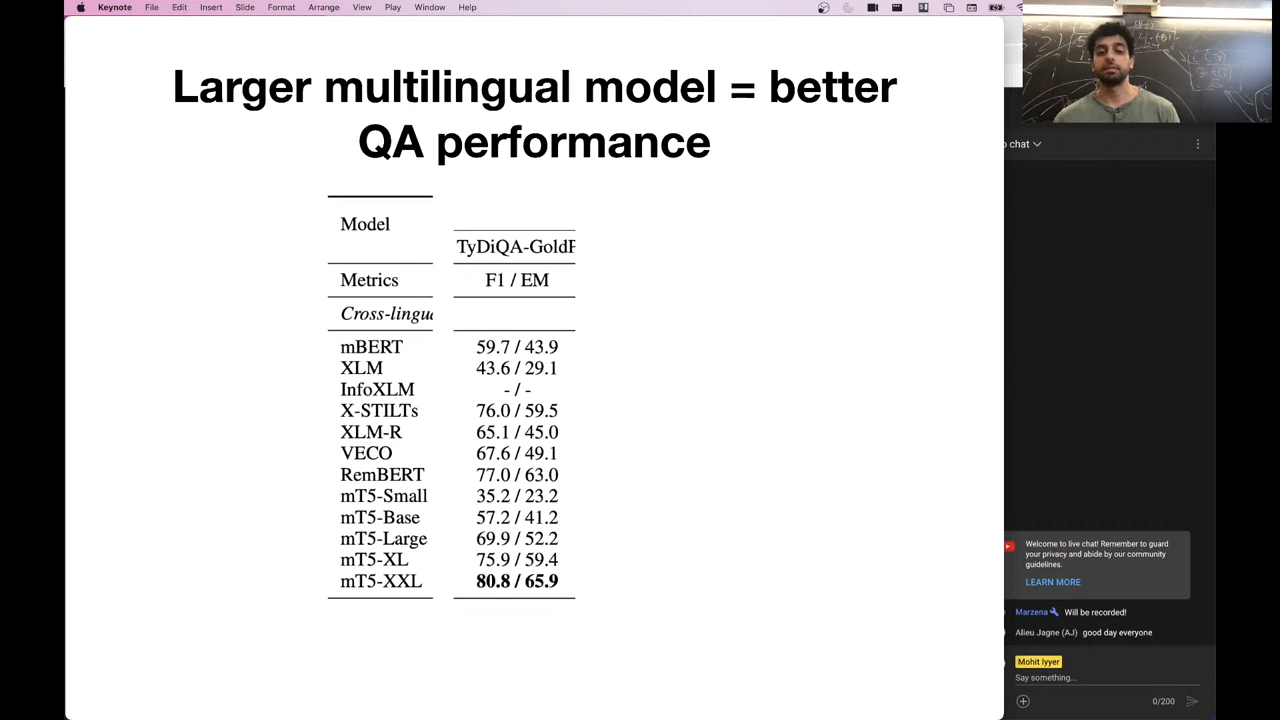 Keynote File Edit Insert Slide Format Arrange View Play Window Help
Larger multilingual model = better
QA performance
Model
TyDiQA-GoldP
Metrics F1 / EM
Cross-lingu
mBERT 59.7 / 43.9
XLM 43.6 / 29.1
InfoXLM - / -
X-STILTs 76.0 / 59.5
XLM-R 65.1 / 45.0
VECO 67.6 / 49.1
RemBERT 77.0 / 63.0
mT5-Small 35.2 / 23.2
mT5-Base 57.2 / 41.2
mT5-Large 69.9 / 52.2
mT5-XL 75.9 / 59.4
mT5-XXL 80.8 / 65.9
chat
Welcome to live chat! Remember to guard
your privacy and abide by our community
guidelines.
LEARN MORE
Marzena Will be recorded!
Alieu Jagne (AJ) good day everyone
Mohit Iyyer
Say something...
0/200